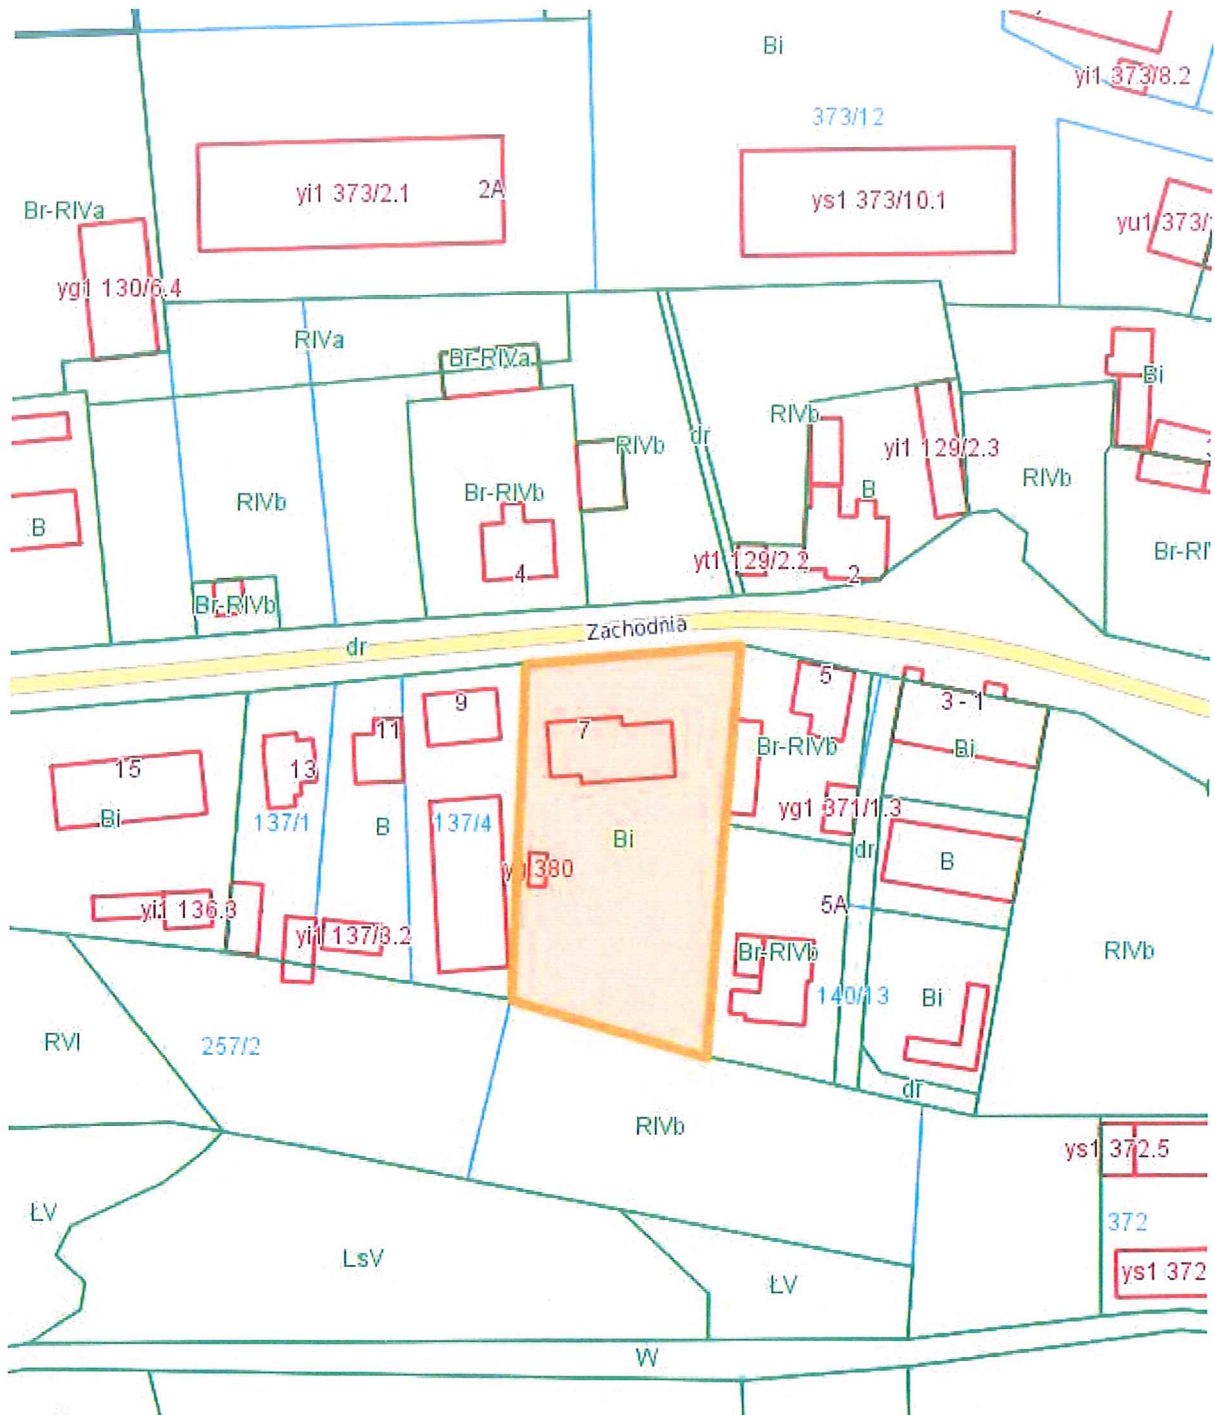 Bi
yi1 373/8.2
373/12
yi1 373/2.1
2A
ys1 373/10.1
Br-RIVa
yu1 373/
yg1 130/6.4
RIVa
Br-RIVa
Bi
RIVb
dr
RIVb
yi1 129/2.3
RIVb
Br-RIVb
B
RIVb
B
yt1 129/2.2
Br-RI
4
2
Br-RIVb
Zachodnia
dr
5
9
3 - 1
7
11
Br-RIVb
Bi
15
13
yg1 371/1.3
Bi
137/1
B
137/4
Bi
dr
B
380
5A
yi1 136.3
yi1 137/3.2
Br-RIVb
RIVb
140/13
Bi
RVI
257/2
dr
RIVb
ys1 372.5
ŁV
372
LsV
ŁV
ys1 372
W